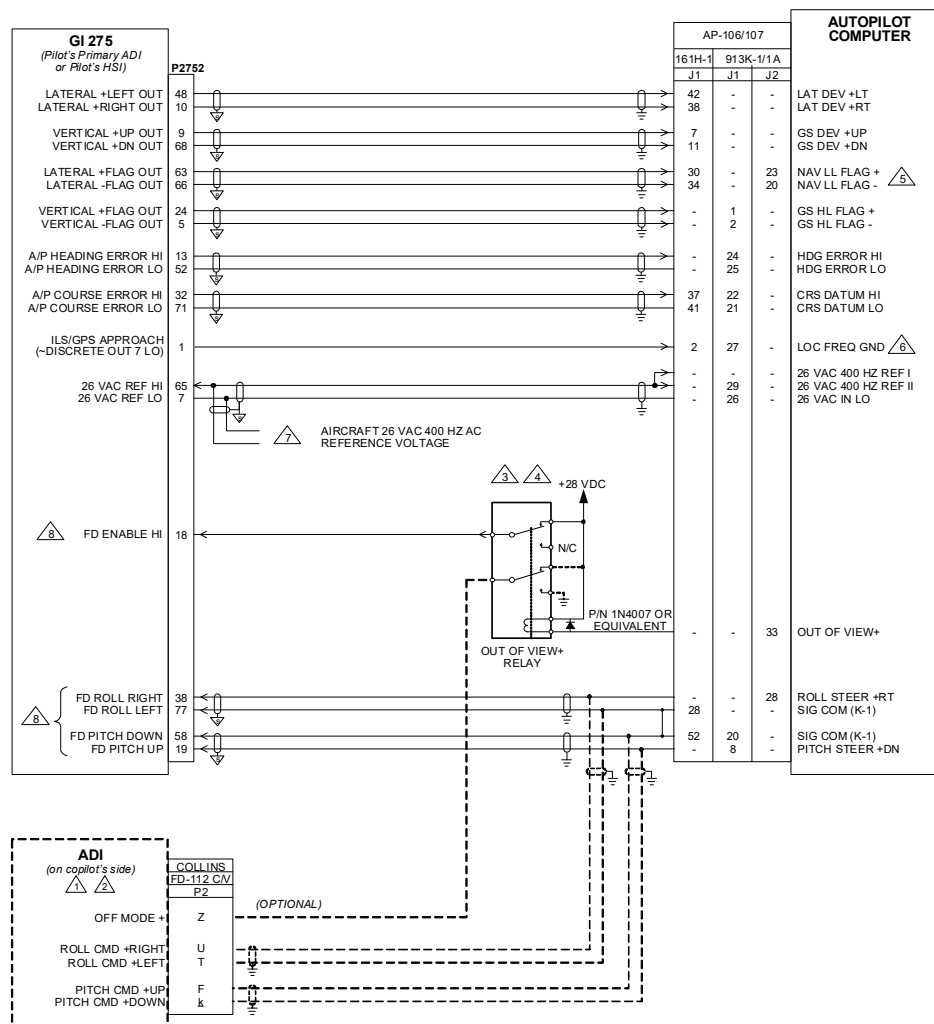 AUTOPILOT
COMPUTER
GI 275
(Pilot's Primary ADI
or Pilot's HSI)
P2752
AP-106/107
161H-1 913K-1/1A
J1 J1 J2
LATERAL +LEFT OUT 48 42 - - LAT DEV +LT
LATERAL +RIGHT OUT 10 38 - - LAT DEV +RT
VERTICAL +UP OUT 9 7 - - GS DEV +UP
VERTICAL +DN OUT 68 11 - - GS DEV +DN
LATERAL +FLAG OUT 63 30 - 23 NAV LL FLAG +
LATERAL -FLAG OUT 66 34 - 20 NAV LL FLAG -
5
VERTICAL +FLAG OUT 24 - 1 - GS HL FLAG +
VERTICAL -FLAG OUT 5 - 2 - GS HL FLAG -
A/P HEADING ERROR HI 13 - 24 - HDG ERROR HI
A/P HEADING ERROR LO 52 - 25 - HDG ERROR LO
A/P COURSE ERROR HI 32 37 22 - CRS DATUM HI
A/P COURSE ERROR LO 71 41 21 - CRS DATUM LO
ILS/GPS APPROACH
(~DISCRETE OUT 7 LO) 1 2 27 - LOC FREQ GND 6
- - - 26 VAC 400 HZ REF I
26 VAC REF HI 65 - 29 - 26 VAC 400 HZ REF II
26 VAC REF LO 7 - 26 - 26 VAC IN LO
7 AIRCRAFT 26 VAC 400 HZ AC
REFERENCE VOLTAGE
3 4 +28 VDC
8 FD ENABLE HI 18
N/C
P/N 1N4007 OR
EQUIVALENT
- - 33 OUT OF VIEW+
OUT OF VIEW+
RELAY
FD ROLL RIGHT 38 - - 28 ROLL STEER +RT
FD ROLL LEFT 77 28 - - SIG COM (K-1)
8
FD PITCH DOWN 58 52 20 - SIG COM (K-1)
FD PITCH UP 19 - 8 - PITCH STEER +DN
ADI
(on copilot's side)
1 2
COLLINS
FD-112 C/V
P2
OFF MODE + Z (OPTIONAL)
ROLL CMD +RIGHT U
ROLL CMD +LEFT T
PITCH CMD +UP F
PITCH CMD +DOWN k